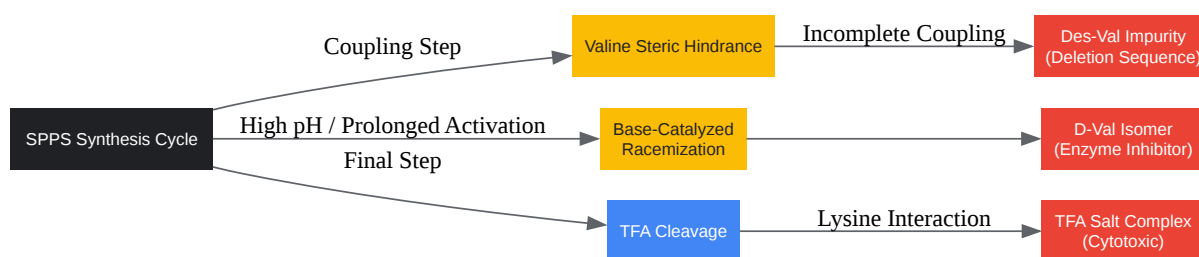 Coupling Step
Valine Steric Hindrance
Incomplete Coupling
Des-Val Impurity
(Deletion Sequence)
SPPS Synthesis Cycle
High pH / Prolonged Activation
Base-Catalyzed
Racemization
D-Val Isomer
(Enzyme Inhibitor)
Final Step
TFA Cleavage
Lysine Interaction
TFA Salt Complex
(Cytotoxic)